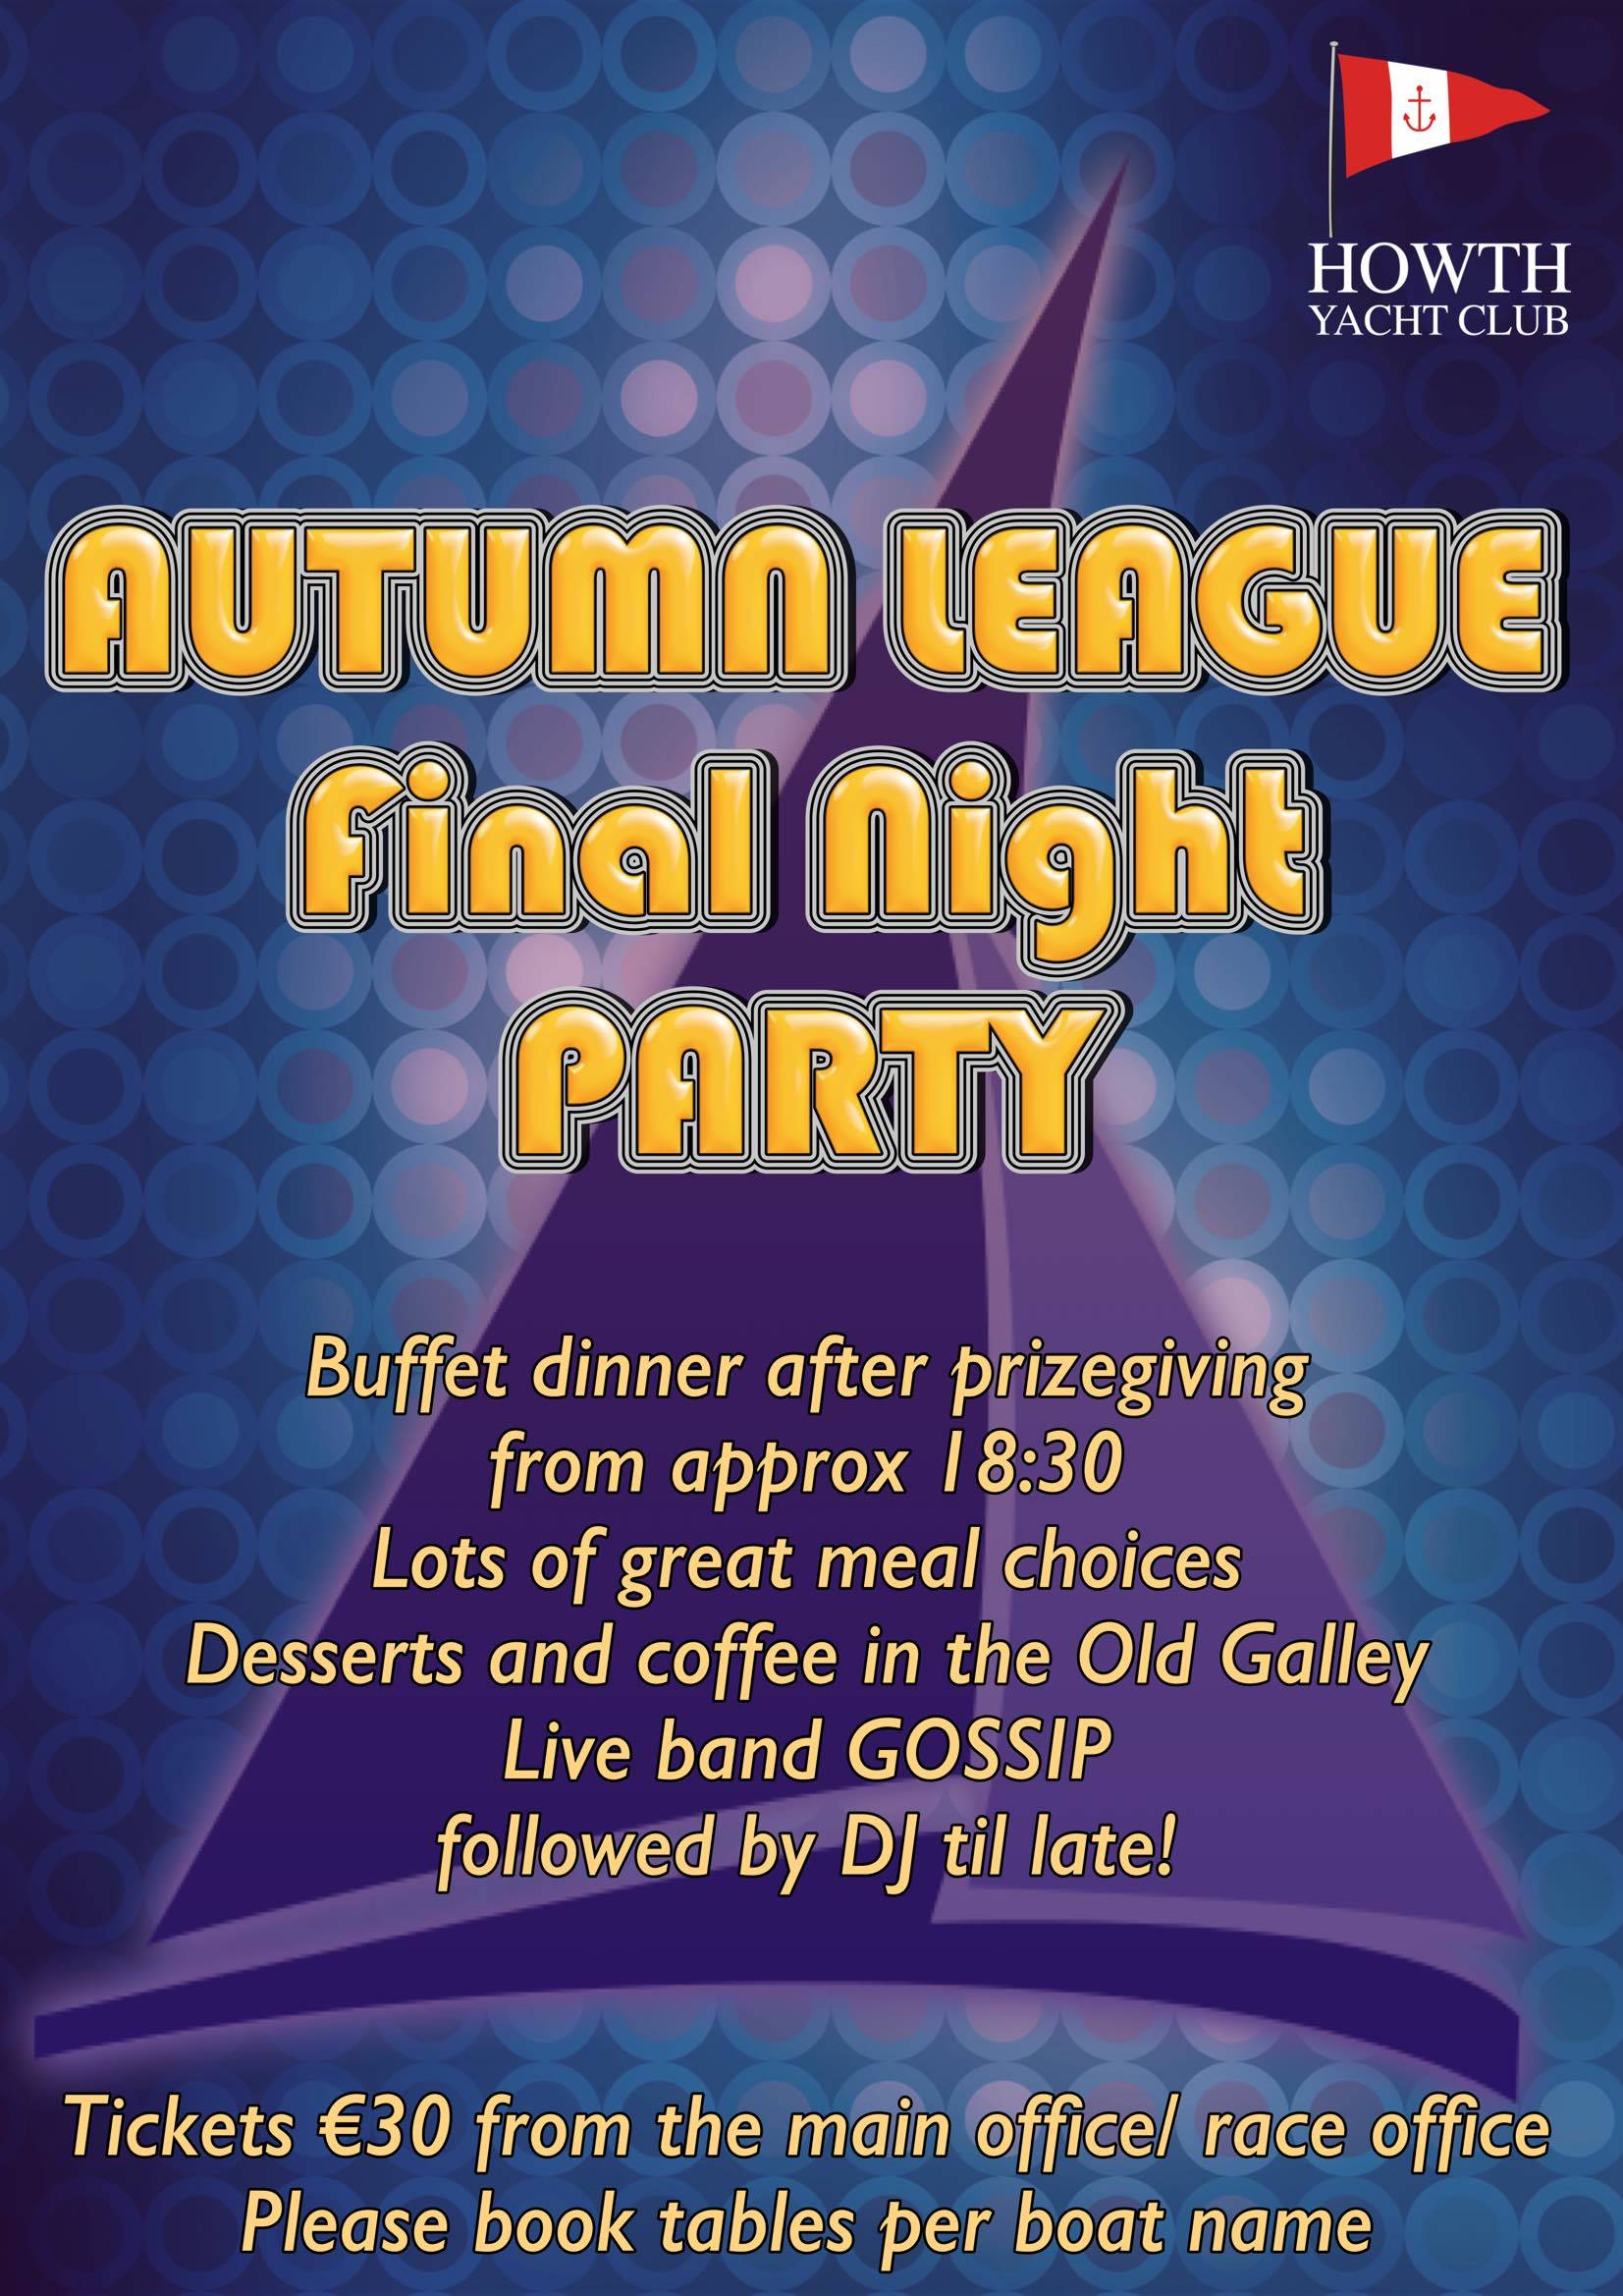 HOWTH
YACHT CLUB
AUTUMN LEAGUE
Final Night
PARTY
Buffet dinner after prizegiving
from approx 18:30
Lots of great meal choices
Desserts and coffee in the Old Galley
Live band GOSSIP
followed by DJ til late!
Tickets €30 from the main office/ race office
Please book tables per boat name